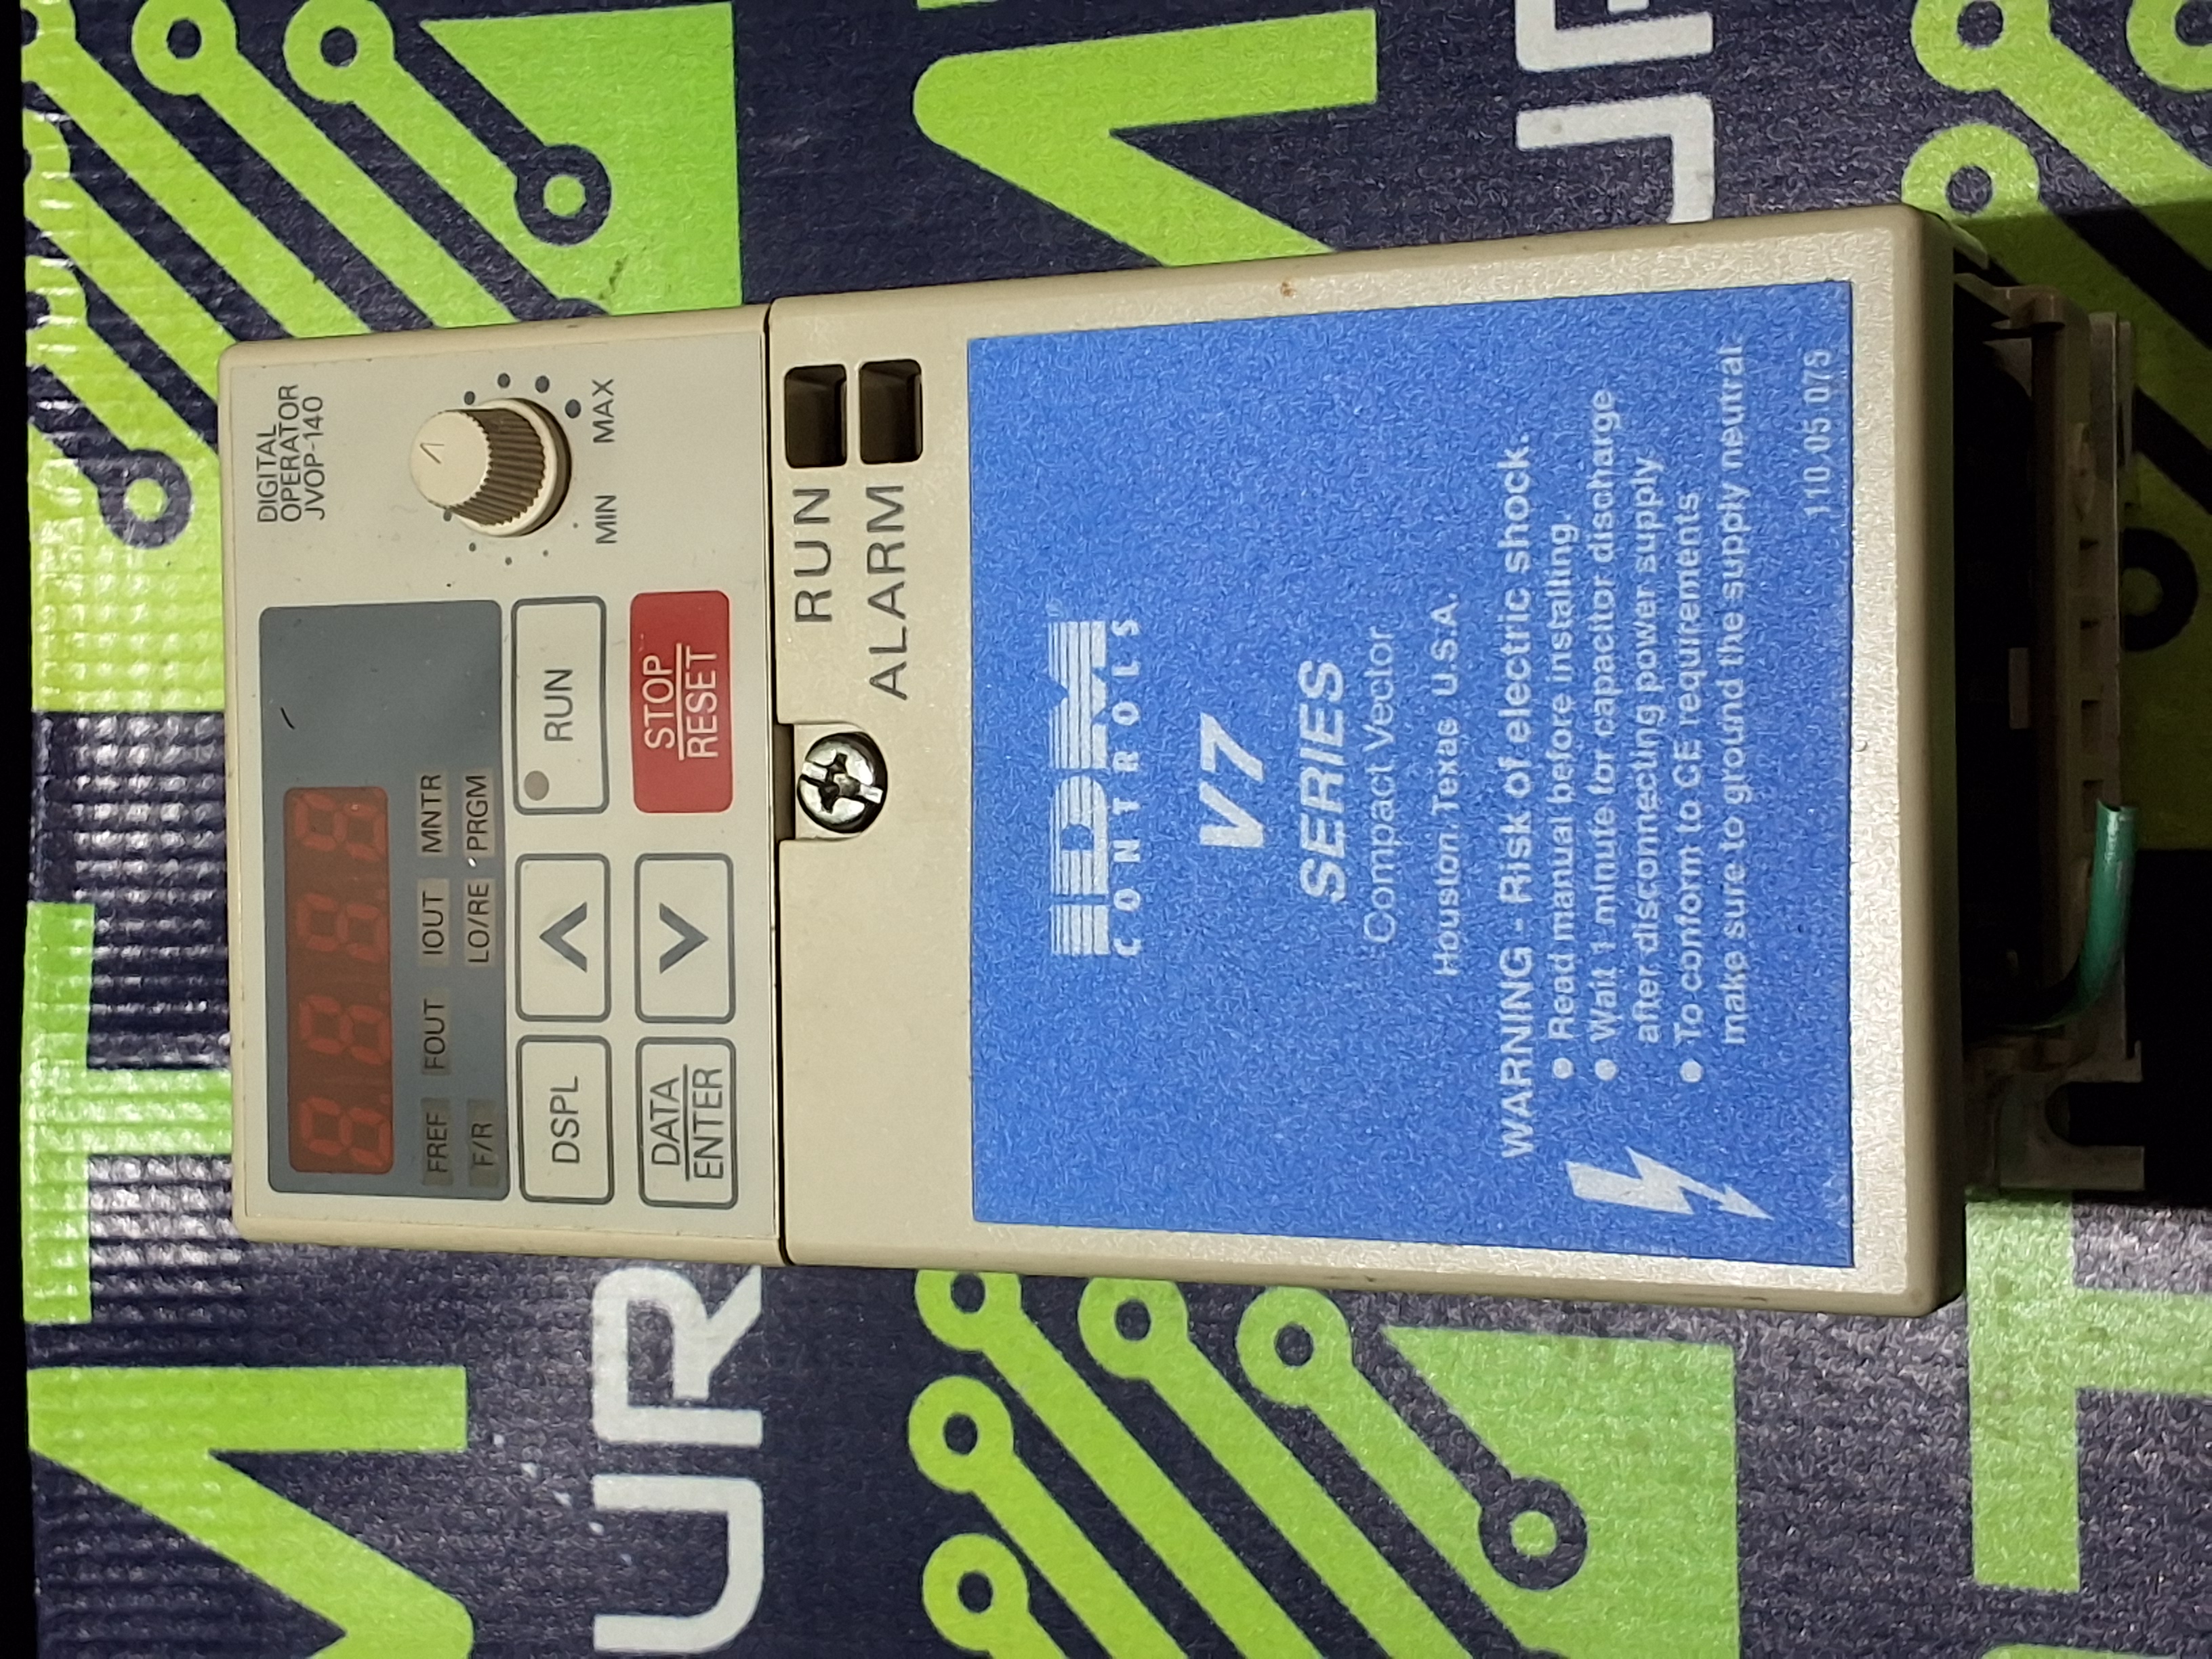 DIGITAL
OPERATOR
JVOP-140
FREF FOUT IOUT MNTR
F/R LO/RE PRGM
DSPL
RUN
MIN MAX
DATA
ENTER
STOP
RESET
RUN
ALARM
IDM
CONTROLS
V7
SERIES
Compact Vector
Houston, Texas U.S.A.
WARNING - Risk of electric shock.
● Read manual before installing
● Wait 1 minute for capacitor discharge
after disconnecting power supply
● To conform to CE requirements
make sure to ground the supply neutral
110.05.075
UR